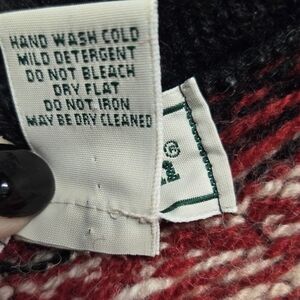 HAND WASH COLD
MILD DETERGENT
DO NOT BLEACH
DRY FLAT
DO NOT IRON
MAY BE DRY CLEANED
®